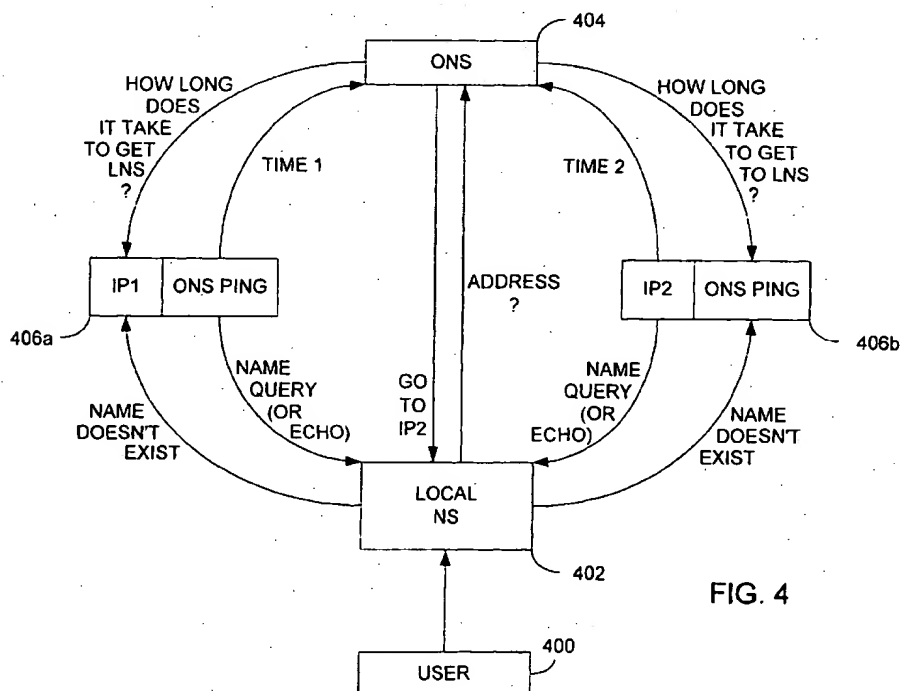 404
ONS
HOW LONG
DOES
IT TAKE
TO GET
LNS
?
TIME 1
TIME 2
HOW LONG
DOES
IT TAKE
TO GET
TO LNS
?
IP1
ONS PING
406a
ADDRESS
?
IP2
ONS PING
406b
NAME
DOESN'T
EXIST
NAME
QUERY
(OR
ECHO)
GO
TO
IP2
NAME
QUERY
(OR
ECHO)
NAME
DOESN'T
EXIST
LOCAL
NS
402
FIG. 4
400
USER